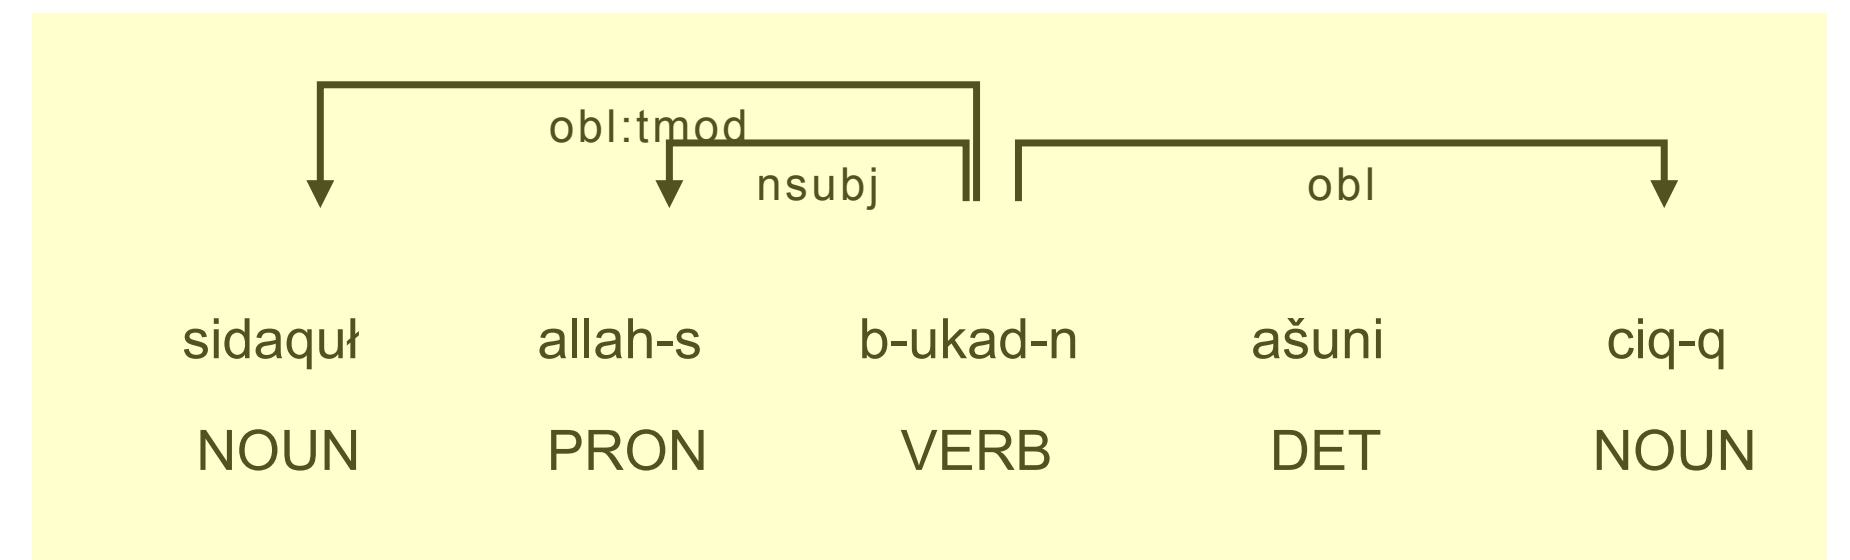 obl:tmod
nsubj obl
sidaquł allah-s b-ukad-n ašuni ciq-q
NOUN PRON VERB DET NOUN